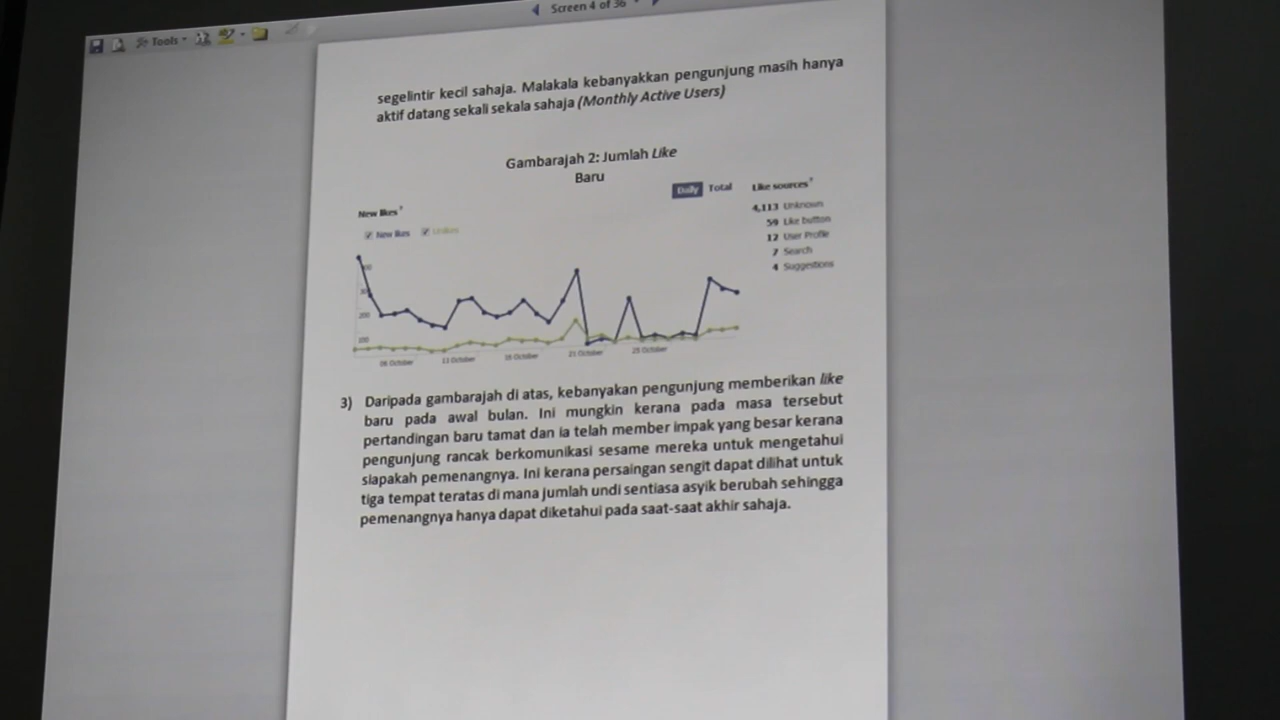 Screen 4 of 36
Tools
segelintir kecil sahaja. Malakala kebanyakkan pengunjung masih hanya
aktif datang sekali sekala sahaja (Monthly Active Users)
Gambarajah 2: Jumlah Like
Baru
Daily Total
Like sources?
4,113 Unknown
59 Like button
12 User Profile
7 Search
4 Suggestions
New likes?
New likes
Unlikes
200
100
11 October
16 October
21 October
3) Daripada gambarajah di atas, kebanyakan pengunjung memberikan like
baru pada awal bulan. Ini mungkin kerana pada masa tersebut
pertandingan baru tamat dan ia telah member impak yang besar kerana
pengunjung rancak berkomunikasi sesame mereka untuk mengetahui
siapakah pemenangnya. Ini kerana persaingan sengit dapat dilihat untuk
tiga tempat teratas di mana jumlah undi sentiasa asyik berubah sehingga
pemenangnya hanya dapat diketahui pada saat-saat akhir sahaja.